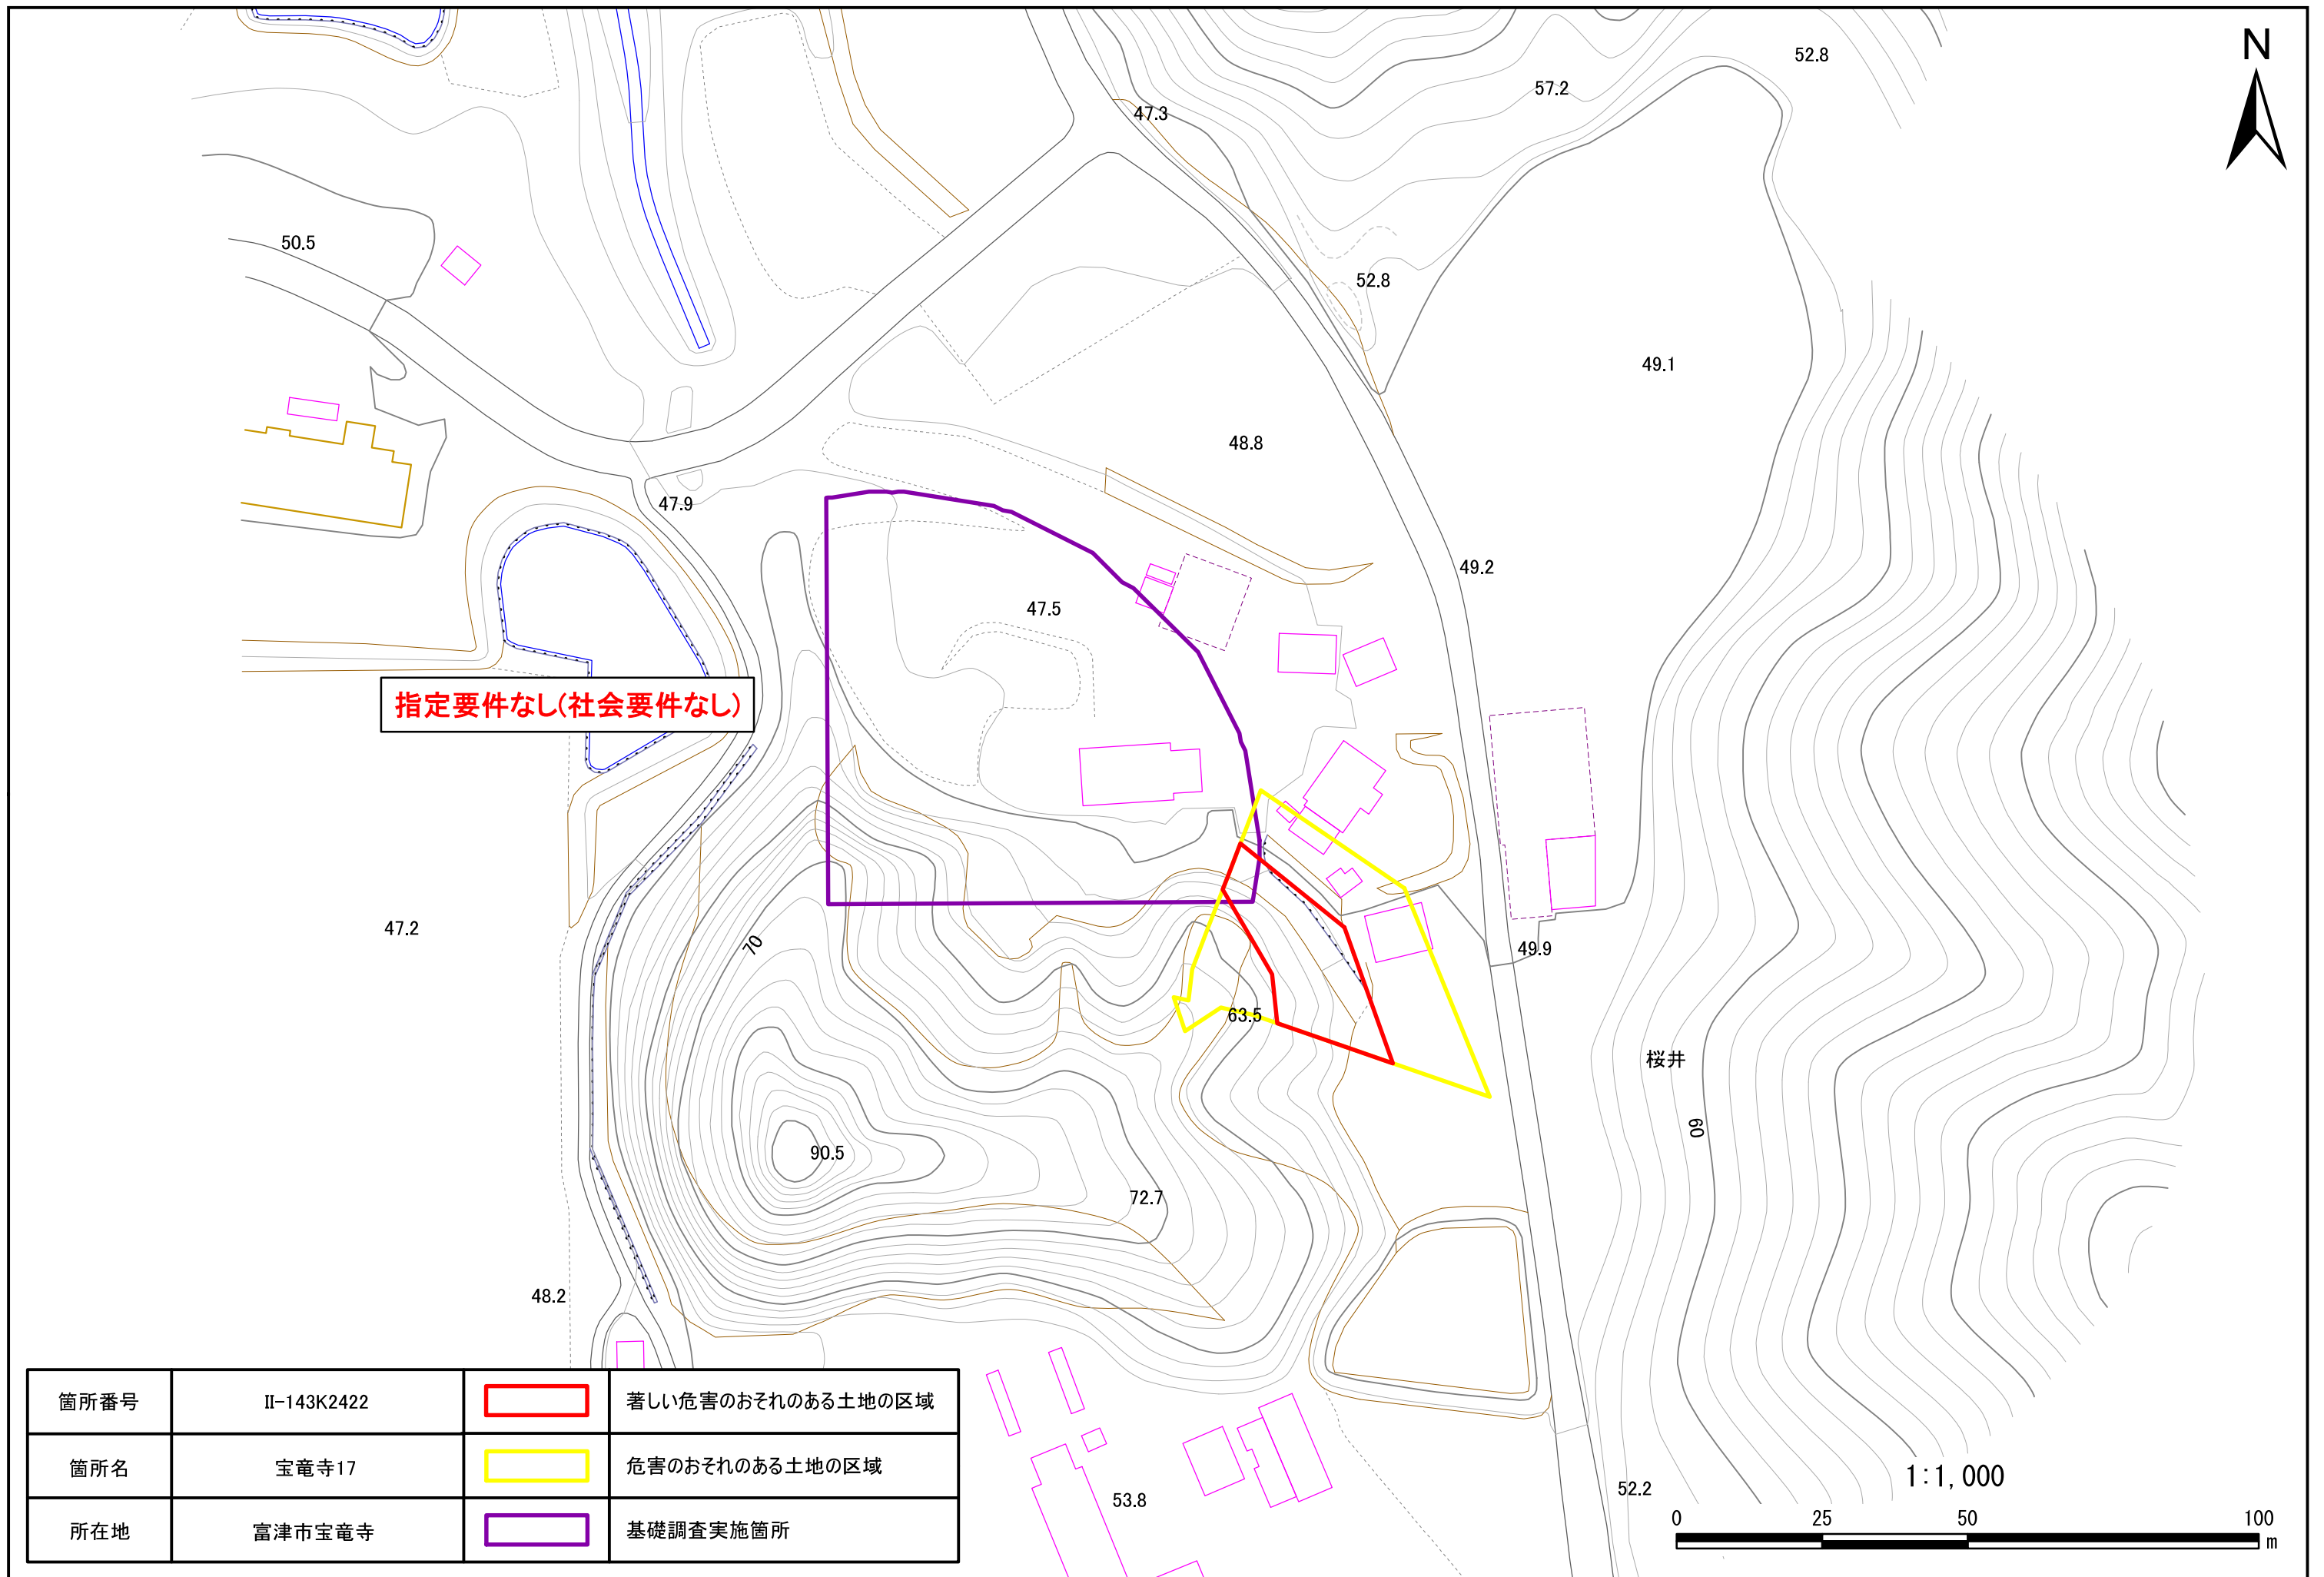 N
52.8
57.2
47.3
50.5
52.8
49.1
48.8
47.9
49.2
47.5
指定要件なし(社会要件なし)
47.2
70
49.9
63.5
桜井
60
90.5
72.7
48.2
箇所番号 II-143K2422 著しい危害のおそれのある土地の区域
箇所名 宝竜寺17 危害のおそれのある土地の区域
所在地 富津市宝竜寺 基礎調査実施箇所
53.8
52.2
1:1,000
0 25 50 100
m